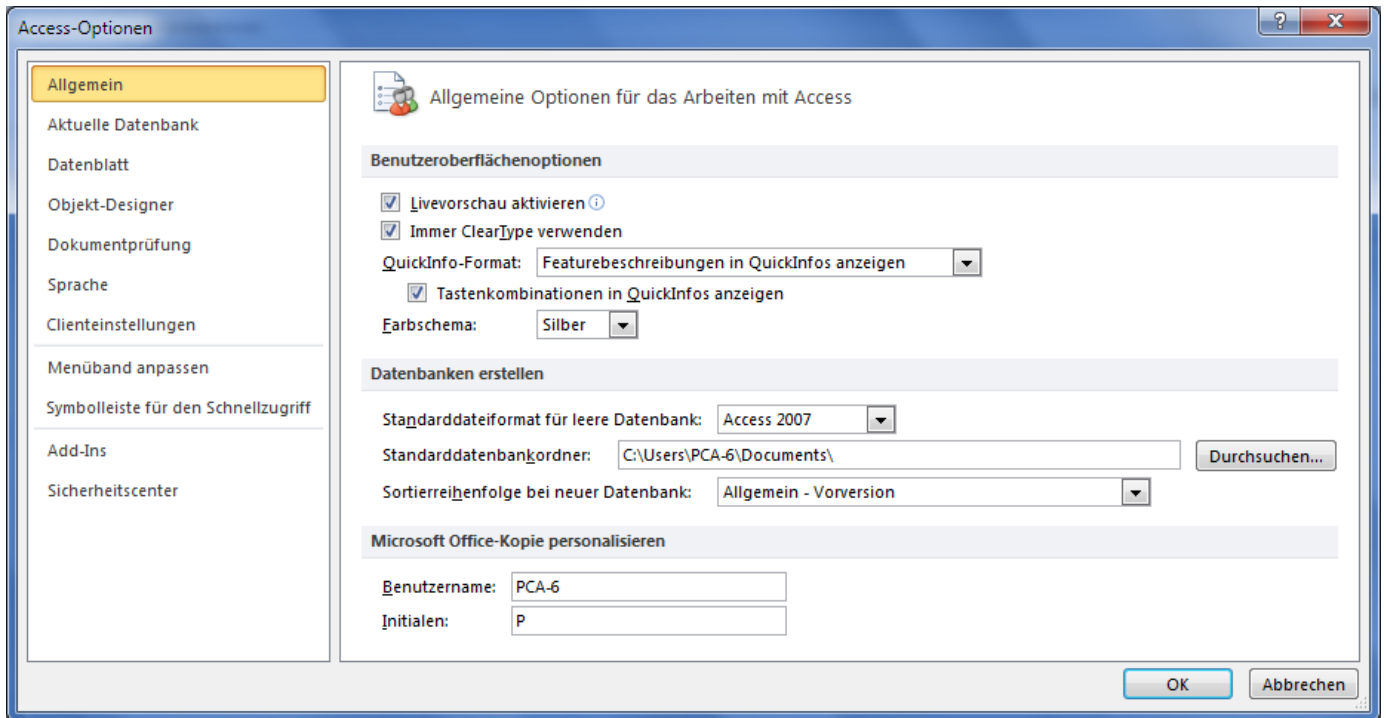 Access-Optionen
Allgemein
Aktuelle Datenbank
Datenblatt
Objekt-Designer
Dokumentprüfung
Sprache
Clienteinstellungen
Menüband anpassen
Symbolleiste für den Schnellzugriff
Add-Ins
Sicherheitscenter
Allgemeine Optionen für das Arbeiten mit Access
Benutzeroberflächenoptionen
Livevorschau aktivieren
Immer ClearType verwenden
QuickInfo-Format: Featurebeschreibungen in QuickInfos anzeigen
Tastenkombinationen in QuickInfos anzeigen
Farbschema: Silber
Datenbanken erstellen
Standarddateiformat für leere Datenbank: Access 2007
Standarddatenbankordner: C:\Users\PCA-6\Documents\ Durchsuchen...
Sortierreihenfolge bei neuer Datenbank: Allgemein - Vorversion
Microsoft Office-Kopie personalisieren
Benutzername: PCA-6
Initialen: P
OK Abbrechen